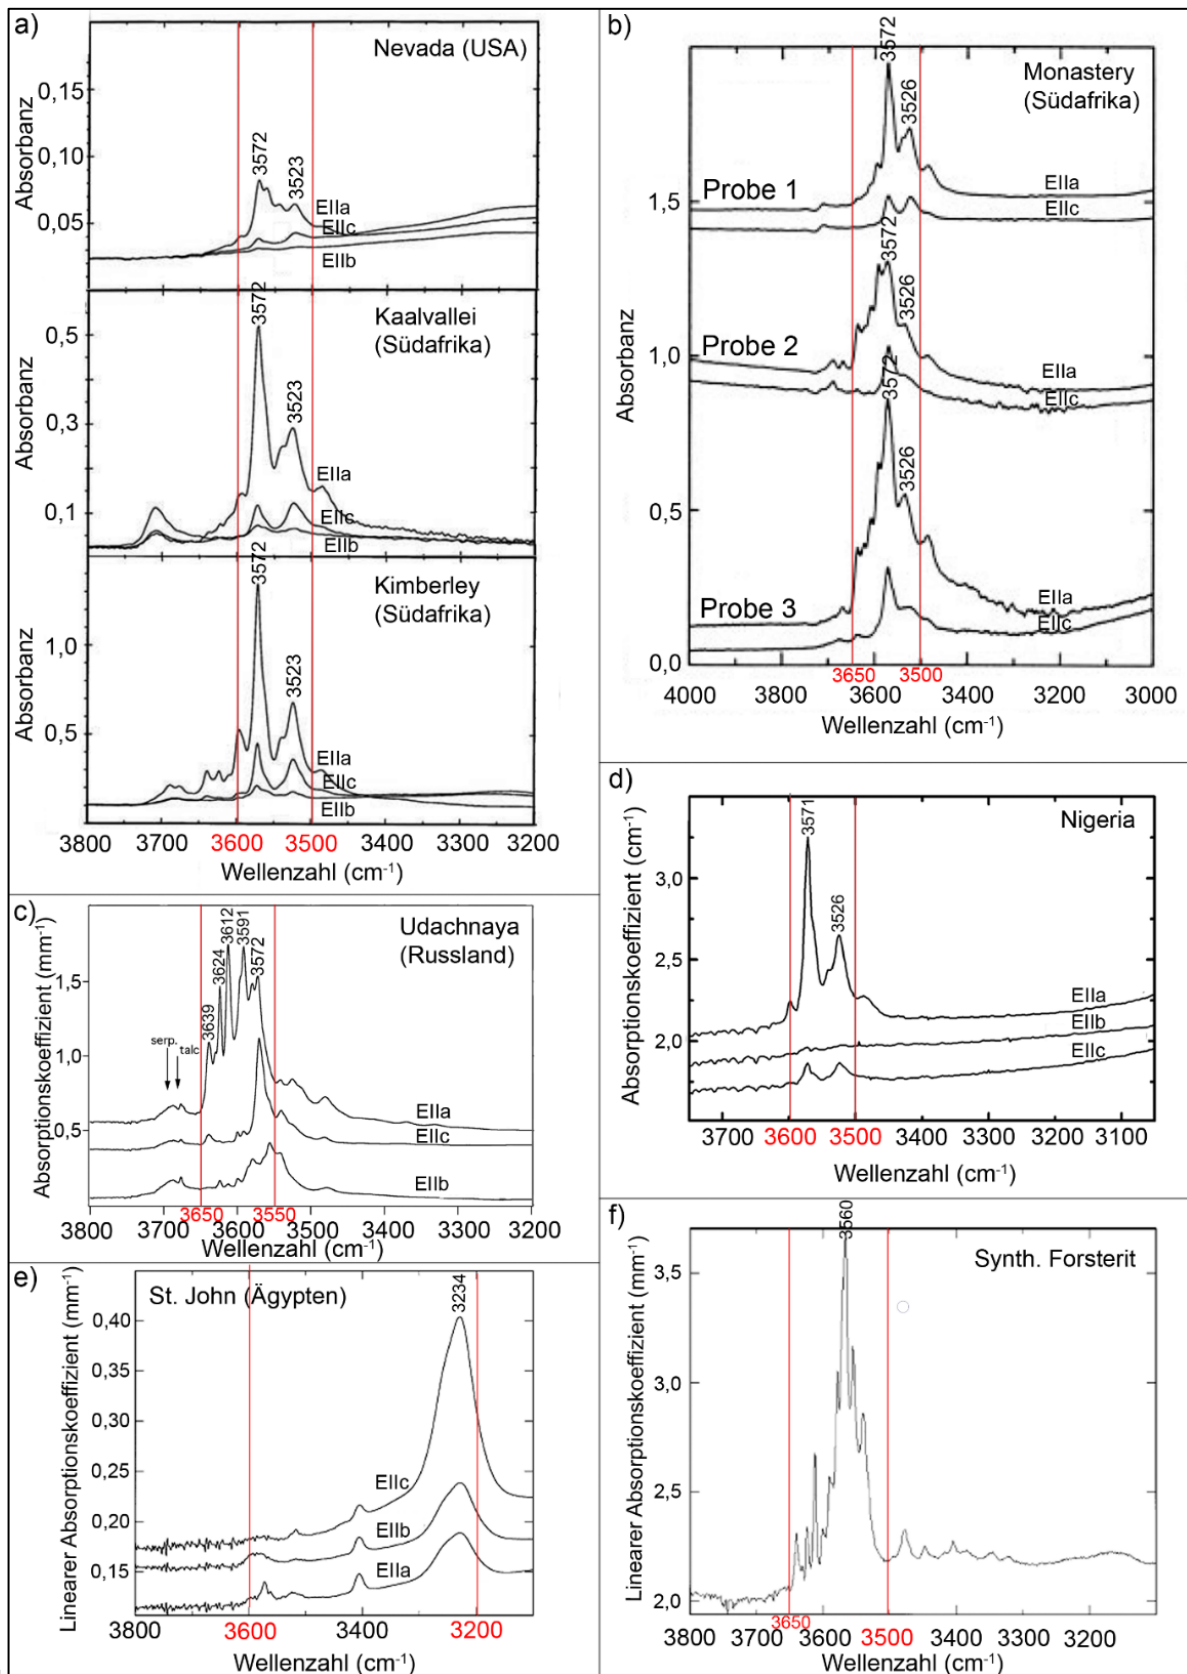 a)
Nevada (USA)
Absorbanz
0,15
0,10
0,05
3572
3523
EIIa
EIIc
EIIb
Kaalvallei
(Südafrika)
Absorbanz
0,5
0,3
0,1
3572
3523
EIIa
EIIc
EIIb
Kimberley
(Südafrika)
Absorbanz
1,0
0,5
3572
3523
EIIa
EIIc
EIIb
3800 3700 3600 3500 3400 3300 3200
Wellenzahl (cm⁻¹)
b)
Monastery
(Südafrika)
Absorbanz
1,5
1,0
0,5
0,0
3572
3526
Probe 1
EIIa
EIIc
3572
3526
Probe 2
EIIa
EIIc
3572
3526
Probe 3
EIIa
EIIc
3650 3500
4000 3800 3600 3400 3200 3000
Wellenzahl (cm⁻¹)
c)
Udachnaya
(Russland)
Absorptionskoeffizient (mm⁻¹)
1,5
1,0
0,5
serp.
talc
3639
3624
3612
3591
3572
EIIa
EIIc
EIIb
3650 3550
3800 3700 3600 3500 3400 3300 3200
Wellenzahl (cm⁻¹)
d)
Nigeria
Absorptionskoeffizient (cm⁻¹)
3,0
2,5
2,0
3571
3526
EIIa
EIIb
EIIc
3700 3600 3500 3400 3300 3200 3100
Wellenzahl (cm⁻¹)
e)
St. John (Ägypten)
Linearer Absorptionskoeffizient (mm⁻¹)
0,40
0,35
0,30
0,25
0,20
0,15
3234
EIIc
EIIb
EIIa
3800 3600 3400 3200
Wellenzahl (cm⁻¹)
f)
Synth. Forsterit
Linearer Absorptionskoeffizient (mm⁻¹)
3,5
3,0
2,5
2,0
3560
3650
3800 3700 3600 3500 3400 3300 3200
Wellenzahl (cm⁻¹)